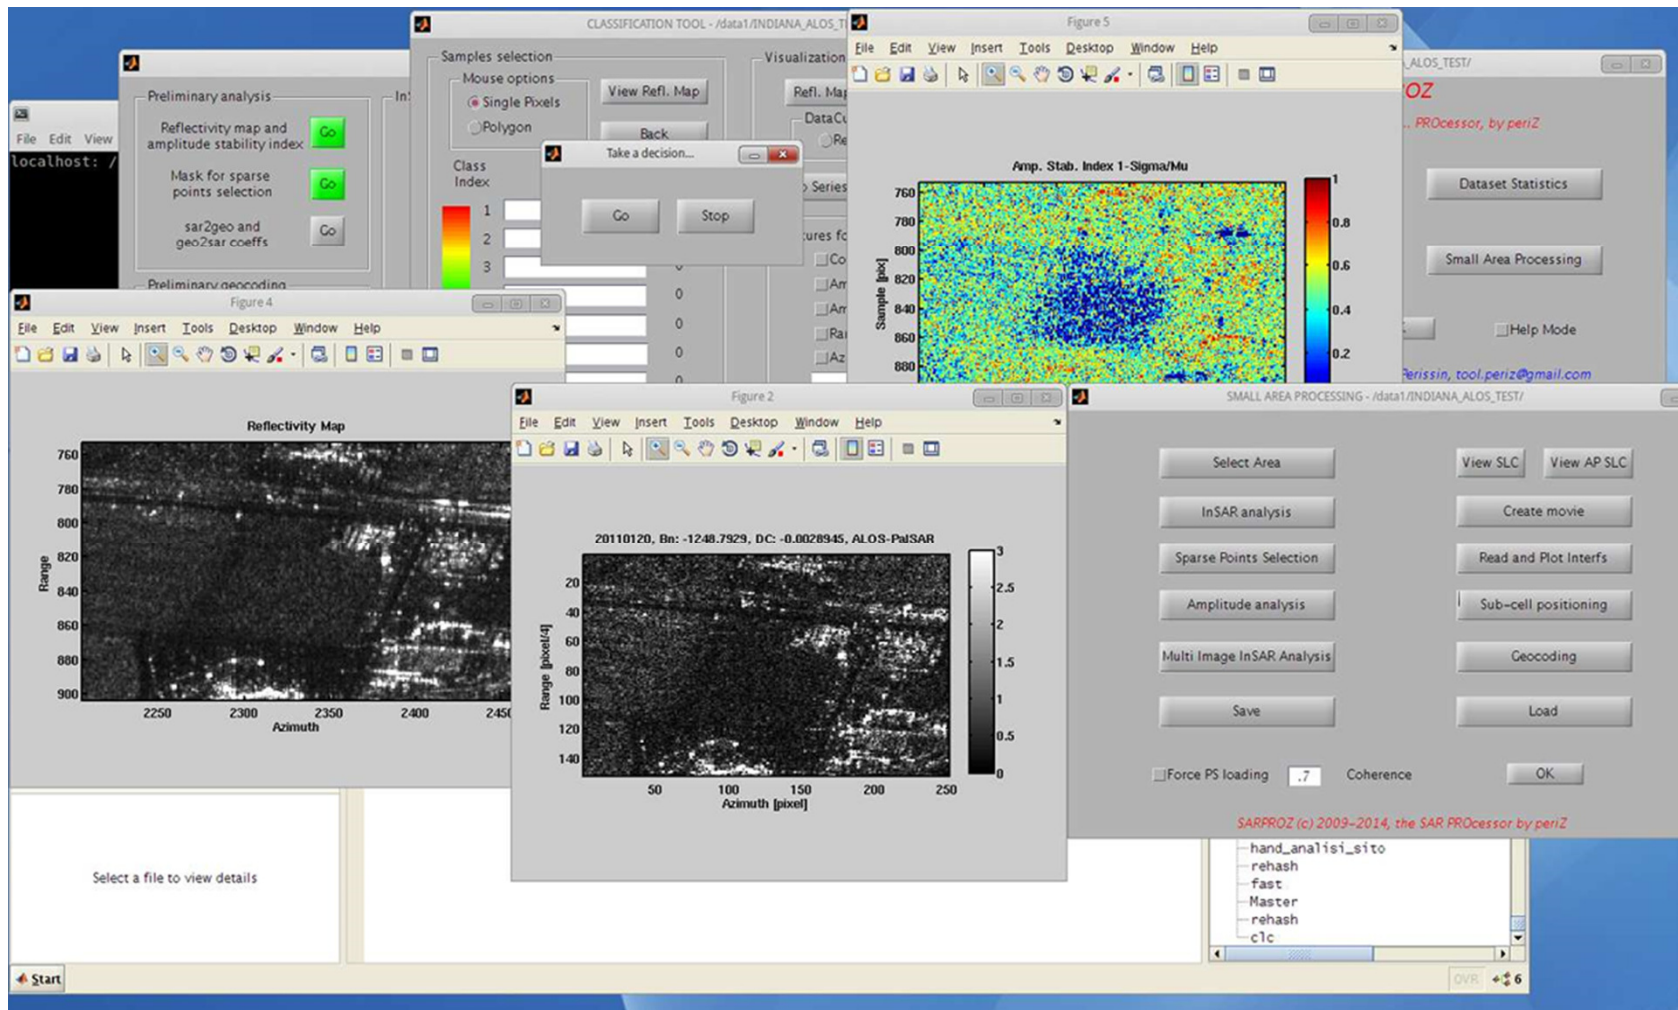 CLASSIFICATION TOOL - /data1/INDIANA_ALOS_T
Samples selection
Mouse options
Single Pixels
Polygon
View Refl. Map
Back
Class
Index
1
2
3
0
0
0
0
Visualization
Refl. Map
DataCu
Series
Preliminary analysis
Reflectivity map and
amplitude stability index
Go
Mask for sparse
points selection
Go
sar2geo and
geo2sar coeffs
Go
Preliminary geocoding
File Edit View
localhost: /
Take a decision...
Go
Stop
Figure 5
File Edit View Insert Tools Desktop Window Help
Amp. Stab. Index 1-Sigma/Mu
Sample [pix]
760
780
800
820
840
860
880
1
0.8
0.6
0.4
0.2
_ALOS_TEST/
OZ
PROcessor, by periZ
Dataset Statistics
Small Area Processing
Help Mode
Perissin, tool.periz@gmail.com
Figure 4
File Edit View Insert Tools Desktop Window Help
Reflectivity Map
Range
760
780
800
820
840
860
880
900
2250 2300 2350 2400 245
Azimuth
Figure 2
File Edit View Insert Tools Desktop Window Help
20110120, Bn: -1248.7929, DC: -0.0028945, ALOS-PalSAR
Range [pixel/4]
20
40
60
80
100
120
140
50 100 150 200 250
Azimuth [pixel]
3
2.5
2
1.5
1
0.5
0
SMALL AREA PROCESSING - /data1/INDIANA_ALOS_TEST/
Select Area
View SLC
View AP SLC
InSAR analysis
Create movie
Sparse Points Selection
Read and Plot Interfs
Amplitude analysis
Sub-cell positioning
Multi Image InSAR Analysis
Geocoding
Save
Load
Force PS loading
.7
Coherence
OK
SARPROZ (c) 2009-2014, the SAR PROcessor by periZ
Select a file to view details
hand_analisi_sito
rehash
fast
Master
rehash
clc
Start
OVR
6